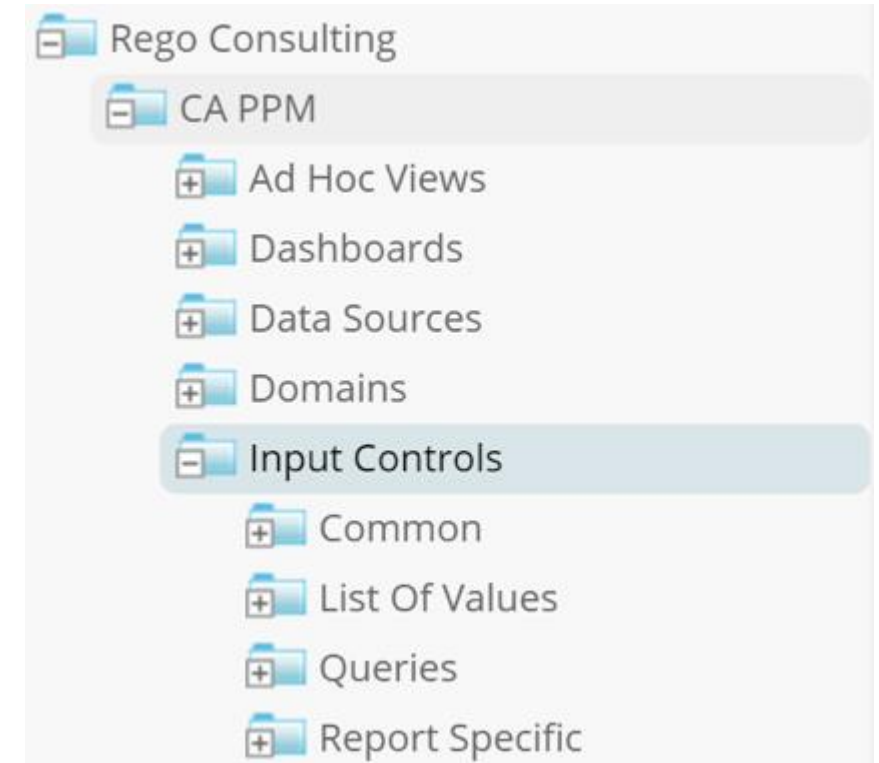 Rego Consulting
CA PPM
Ad Hoc Views
Dashboards
Data Sources
Domains
Input Controls
Common
List Of Values
Queries
Report Specific